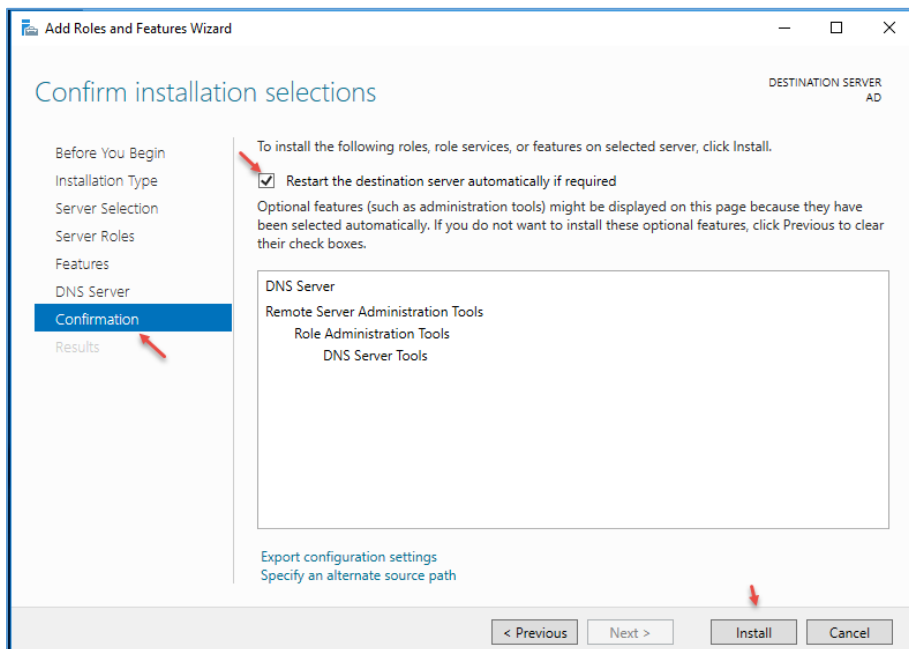 Add Roles and Features Wizard
Confirm installation selections
DESTINATION SERVER
AD
Before You Begin
Installation Type
Server Selection
Server Roles
Features
DNS Server
Confirmation
Results
To install the following roles, role services, or features on selected server, click Install.
Restart the destination server automatically if required
Optional features (such as administration tools) might be displayed on this page because they have
been selected automatically. If you do not want to install these optional features, click Previous to clear
their check boxes.
DNS Server
Remote Server Administration Tools
Role Administration Tools
DNS Server Tools
Export configuration settings
Specify an alternate source path
< Previous
Next >
Install
Cancel